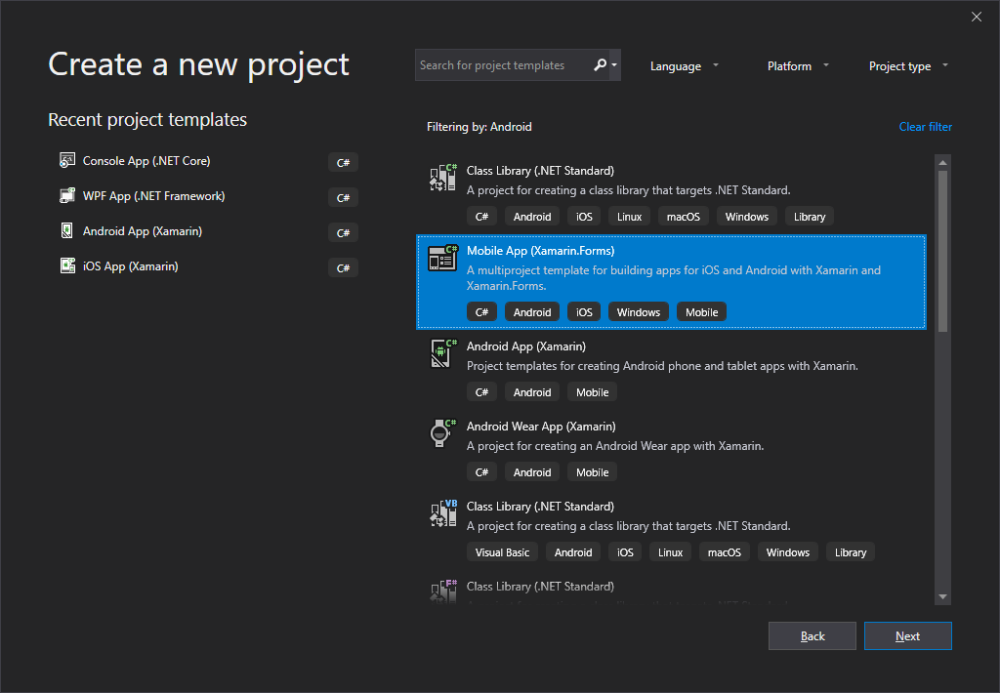 Create a new project
Search for project templates
Language
Platform
Project type
Recent project templates
Filtering by: Android
Clear filter
Console App (.NET Core)
C#
WPF App (.NET Framework)
C#
Android App (Xamarin)
C#
iOS App (Xamarin)
C#
C#
Class Library (.NET Standard)
A project for creating a class library that targets .NET Standard.
C# Android iOS Linux macOS Windows Library
C#
Mobile App (Xamarin.Forms)
A multiproject template for building apps for iOS and Android with Xamarin and
Xamarin.Forms.
C# Android iOS Windows Mobile
C#
Android App (Xamarin)
Project templates for creating Android phone and tablet apps with Xamarin.
C# Android Mobile
C#
Android Wear App (Xamarin)
A project for creating an Android Wear app with Xamarin.
C# Android Mobile
VB
Class Library (.NET Standard)
A project for creating a class library that targets .NET Standard.
Visual Basic Android iOS Linux macOS Windows Library
F#
Class Library (.NET Standard)
Back
Next